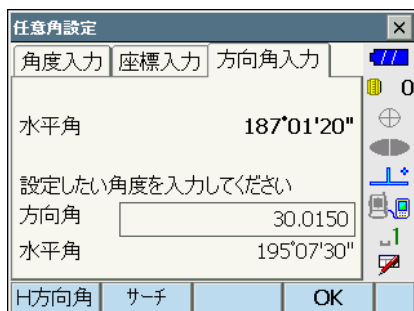 任意角設定
角度入力 座標入力 方向角入力
0
水平角 187°01'20"
設定したい角度を入力してください
方向角 30.0150
水平角 195°07'30"
1
H方向角 サーチ OK